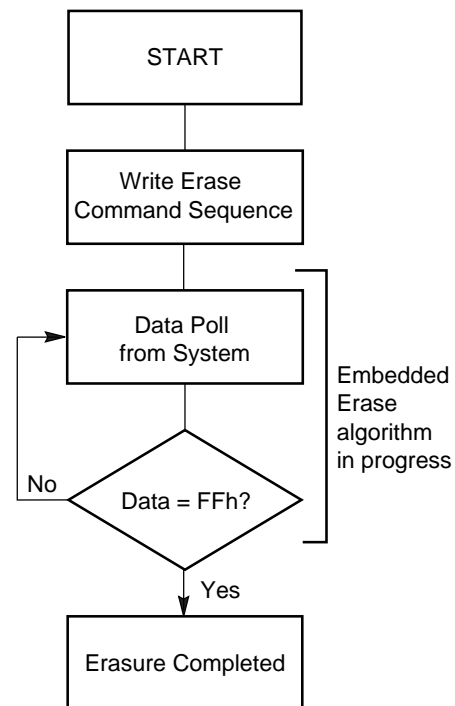 START
Write Erase
Command Sequence
Data Poll
from System
Embedded
Erase
algorithm
in progress
No
Data = FFh?
Yes
Erasure Completed